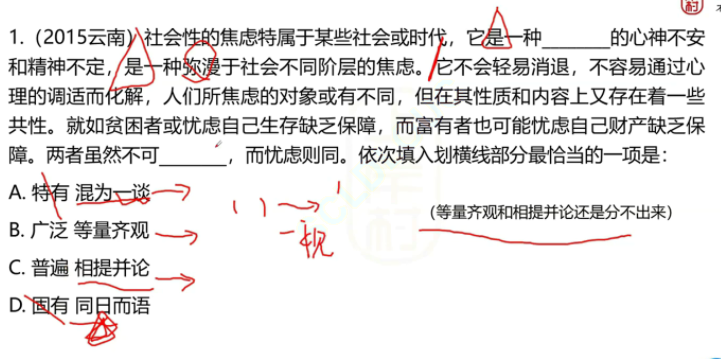 村
1.（2015云南）社会性的焦虑特属于某些社会或时代，它是一种______的心神不安
和精神不定，是一种弥漫于社会不同阶层的焦虑。它不会轻易消退，不容易通过心
理的调适而化解，人们所焦虑的对象或有不同，但在其性质和内容上又存在着一些
共性。就如贫困者或忧虑自己生存缺乏保障，而富有者也可能忧虑自己财产缺乏保
障。两者虽然不可______，而忧虑则同。依次填入划横线部分最恰当的一项是：
A. 特有 混为一谈
B. 广泛 等量齐观
（等量齐观和相提并论还是分不出来）
一视
C. 普遍 相提并论
D. 固有 同日而语